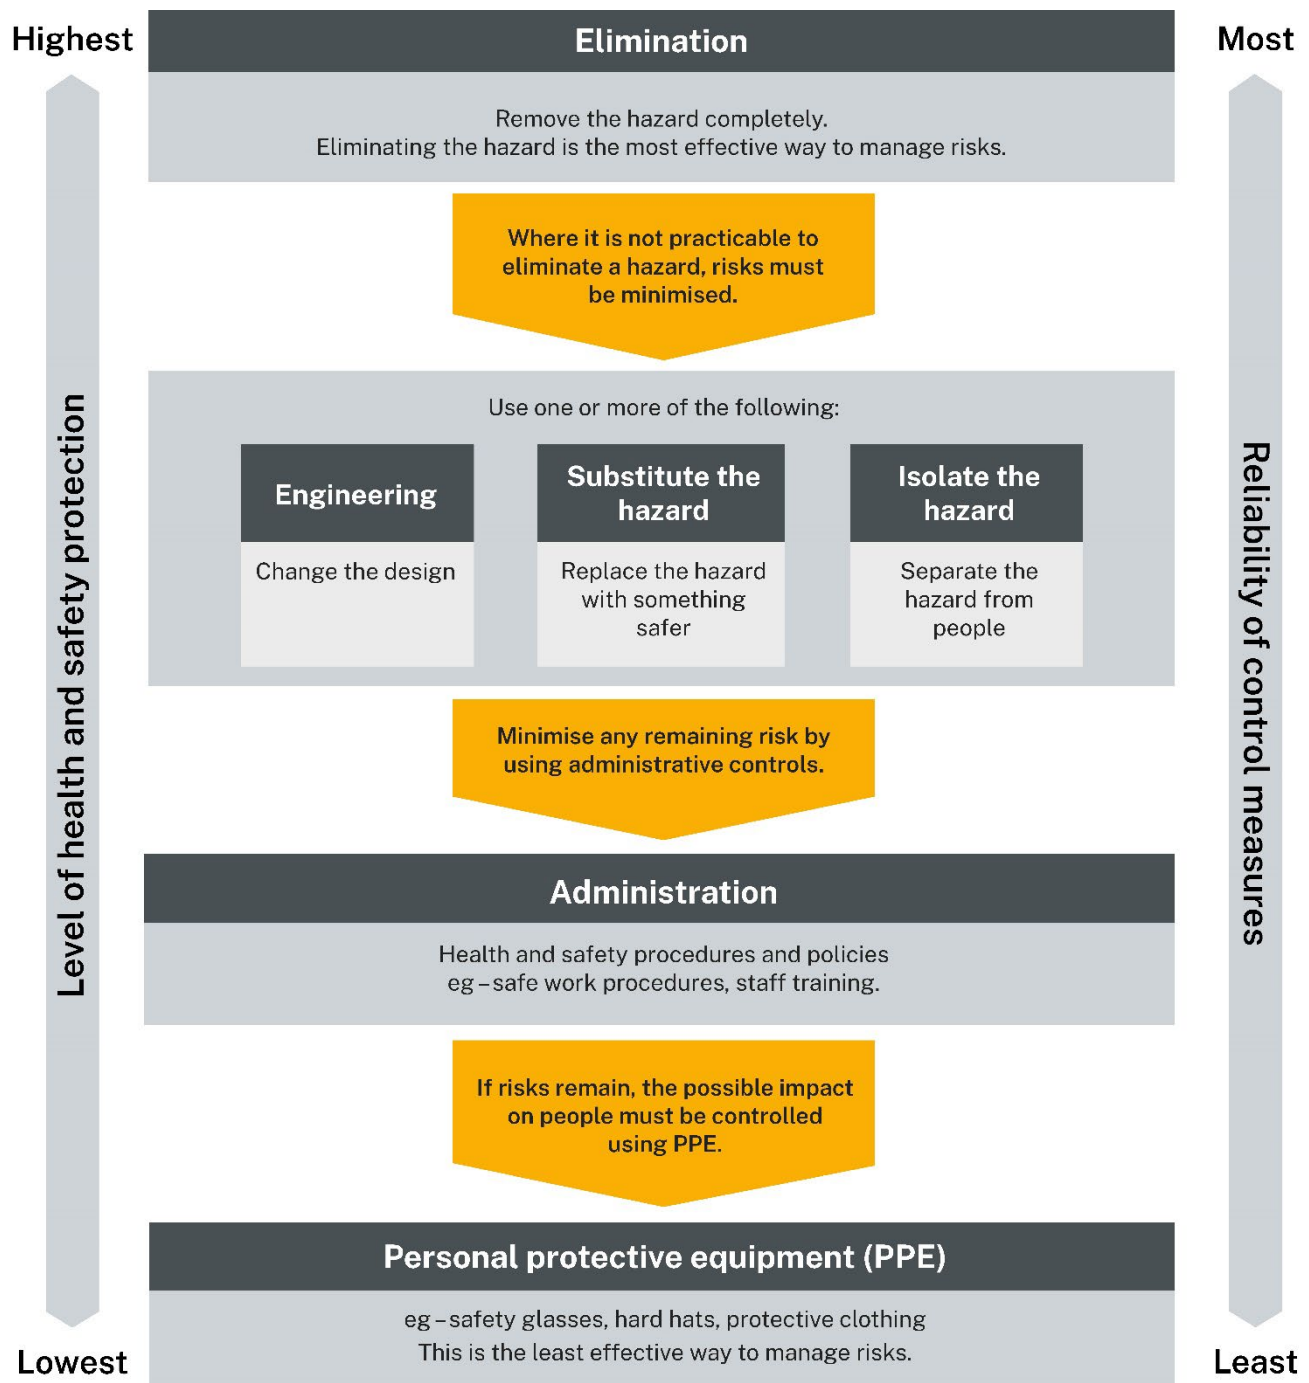 Highest
Most
Elimination
Remove the hazard completely.
Eliminating the hazard is the most effective way to manage risks.
Where it is not practicable to
eliminate a hazard, risks must
be minimised.
Use one or more of the following:
Engineering
Change the design
Substitute the
hazard
Replace the hazard
with something
safer
Isolate the
hazard
Separate the
hazard from
people
Level of health and safety protection
Reliability of control measures
Minimise any remaining risk by
using administrative controls.
Administration
Health and safety procedures and policies
eg – safe work procedures, staff training.
If risks remain, the possible impact
on people must be controlled
using PPE.
Personal protective equipment (PPE)
eg – safety glasses, hard hats, protective clothing
This is the least effective way to manage risks.
Lowest
Least